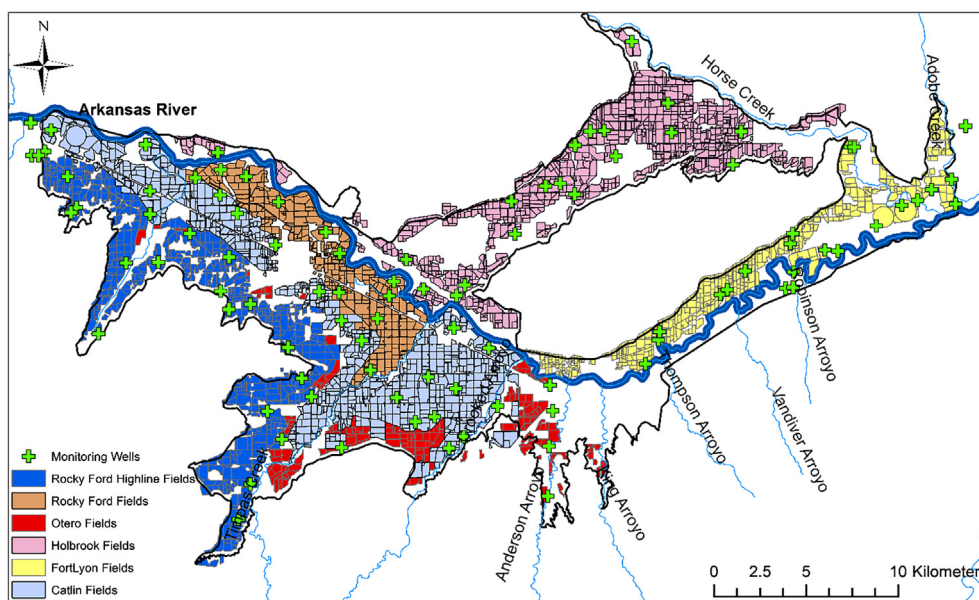 N
Arkansas River
Horse Creek
Adobe Creek
Robinson Arroyo
Vandiver Arroyo
Thompson Arroyo
King Arroyo
Anderson Arroyo
Crooked Arroyo
Timpas Creek
Monitoring Wells
Rocky Ford Highline Fields
Rocky Ford Fields
Otero Fields
Holbrook Fields
FortLyon Fields
Catlin Fields
0 2.5 5 10 Kilometer